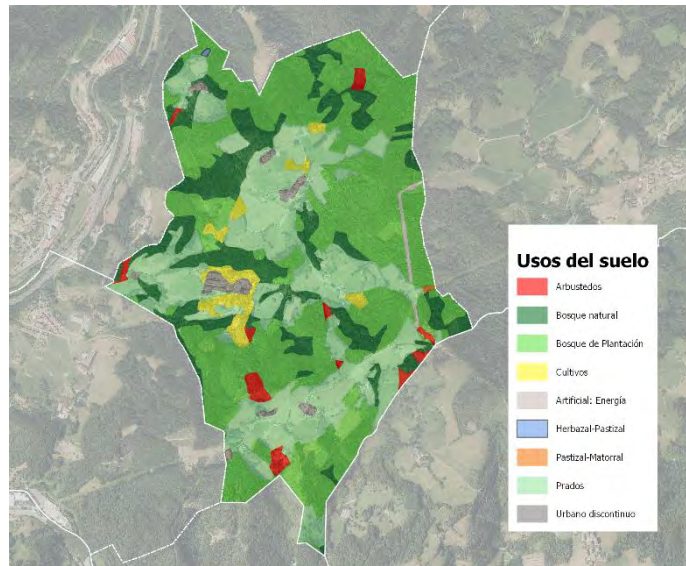 Usos del suelo
Arbustedos
Bosque natural
Bosque de Plantación
Cultivos
Artificial: Energía
Herbazal-Pastizal
Pastizal-Matorral
Prados
Urbano discontinuo